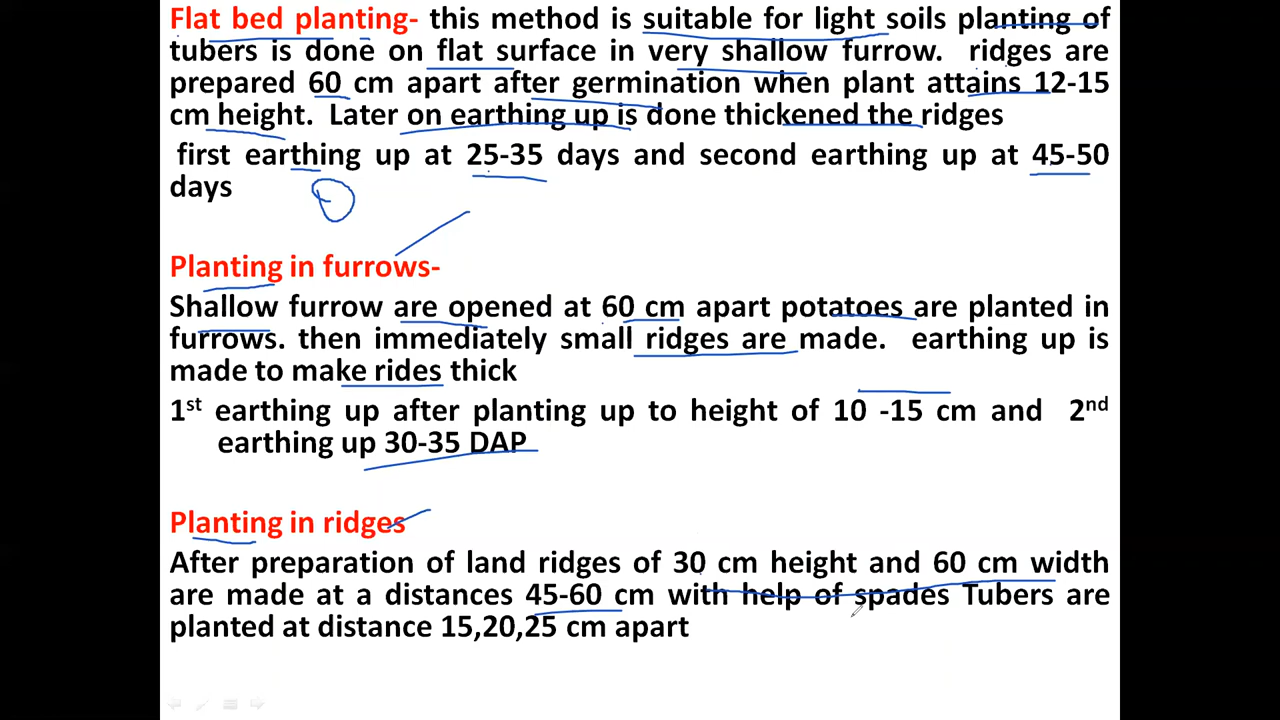 Flat bed planting- this method is suitable for light soils planting of
tubers is done on flat surface in very shallow furrow. ridges are
prepared 60 cm apart after germination when plant attains 12-15
cm height. Later on earthing up is done thickened the ridges
first earthing up at 25-35 days and second earthing up at 45-50
days
Planting in furrows-
Shallow furrow are opened at 60 cm apart potatoes are planted in
furrows. then immediately small ridges are made. earthing up is
made to make rides thick
1st earthing up after planting up to height of 10 -15 cm and 2nd
earthing up 30-35 DAP
Planting in ridges
After preparation of land ridges of 30 cm height and 60 cm width
are made at a distances 45-60 cm with help of spades Tubers are
planted at distance 15,20,25 cm apart